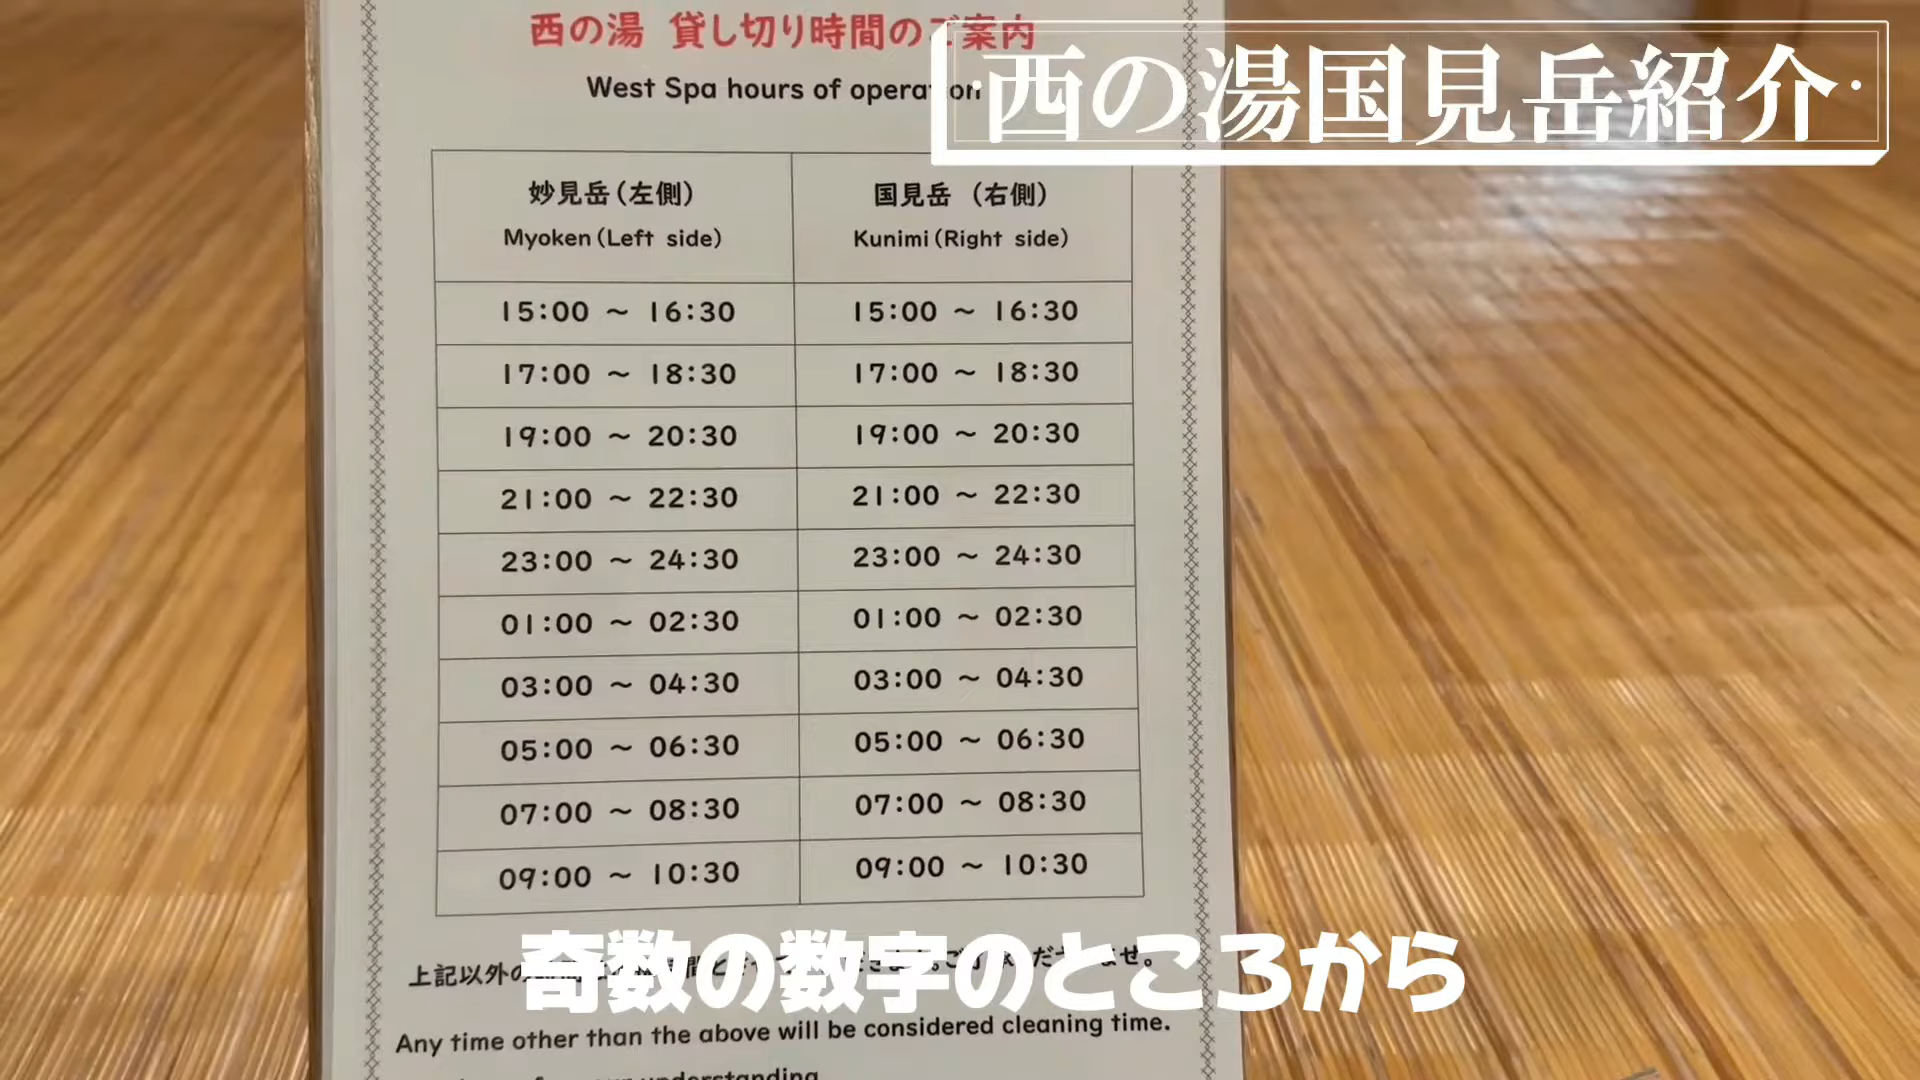 西の湯 貸し切り時間のご案内
West Spa hours of operation
・西の湯国見岳紹介・
妙見岳(左側) 国見岳 (右側)
Myoken(Left side) Kunimi(Right side)
15:00 ~ 16:30 15:00 ~ 16:30
17:00 ~ 18:30 17:00 ~ 18:30
19:00 ~ 20:30 19:00 ~ 20:30
21:00 ~ 22:30 21:00 ~ 22:30
23:00 ~ 24:30 23:00 ~ 24:30
01:00 ~ 02:30 01:00 ~ 02:30
03:00 ~ 04:30 03:00 ~ 04:30
05:00 ~ 06:30 05:00 ~ 06:30
07:00 ~ 08:30 07:00 ~ 08:30
09:00 ~ 10:30 09:00 ~ 10:30
上記以外の
奇数の数字のところから
Any time other than the above will be considered cleaning time.
understanding